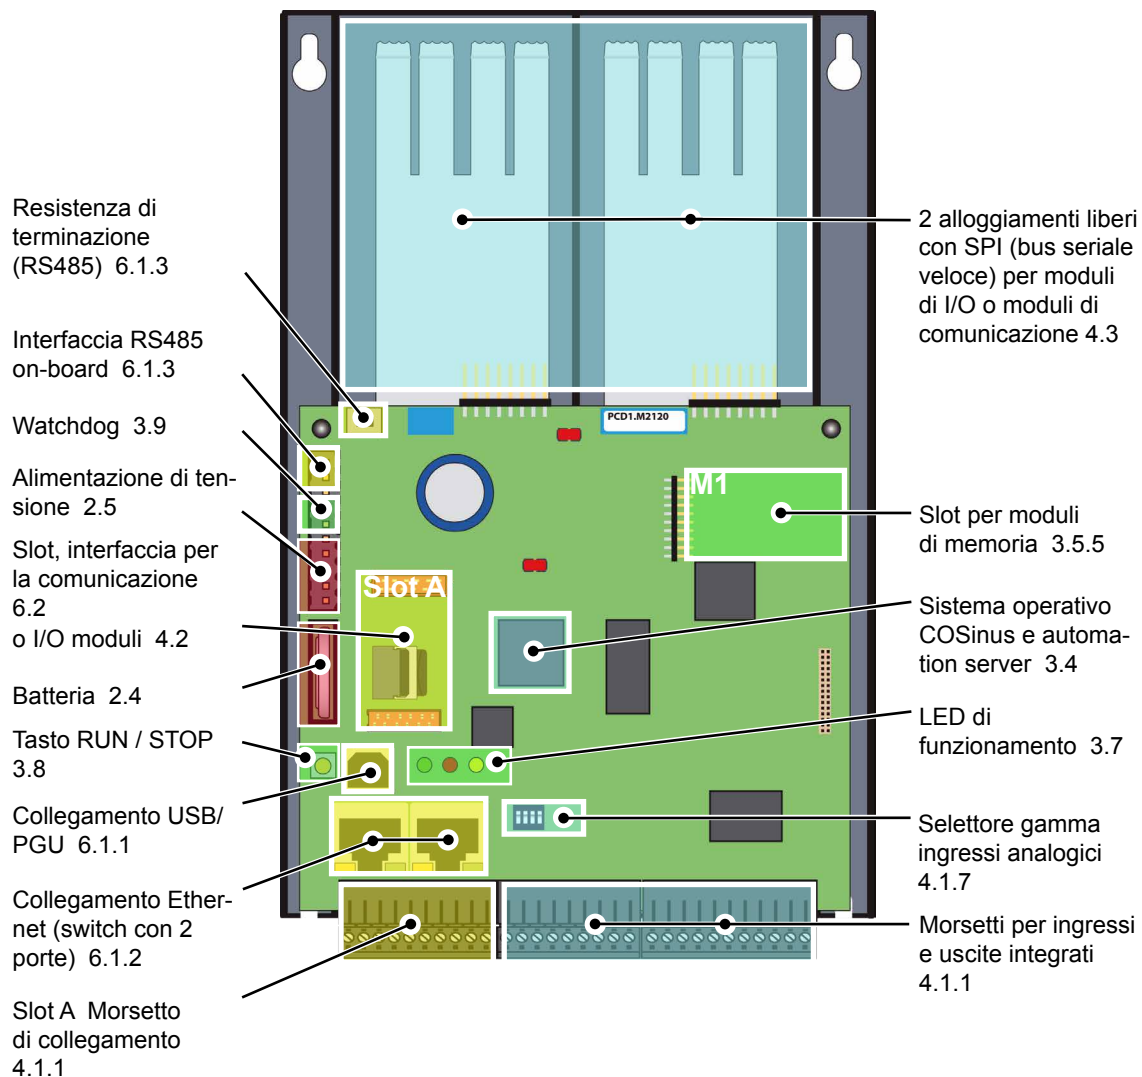 Resistenza di
terminazione
(RS485) 6.1.3
Interfaccia RS485
on-board 6.1.3
Watchdog 3.9
Alimentazione di ten-
sione 2.5
Slot, interfaccia per
la comunicazione
6.2
o I/O moduli 4.2
Batteria 2.4
Tasto RUN / STOP
3.8
Collegamento USB/
PGU 6.1.1
Collegamento Ether-
net (switch con 2
porte) 6.1.2
Slot A Morsetto
di collegamento
4.1.1
PCD1.M2120
M1
Slot A
2 alloggiamenti liberi
con SPI (bus seriale
veloce) per moduli
di I/O o moduli di
comunicazione 4.3
Slot per moduli
di memoria 3.5.5
Sistema operativo
COSinus e automa-
tion server 3.4
LED di
funzionamento 3.7
Selettore gamma
ingressi analogici
4.1.7
Morsetti per ingressi
e uscite integrati
4.1.1